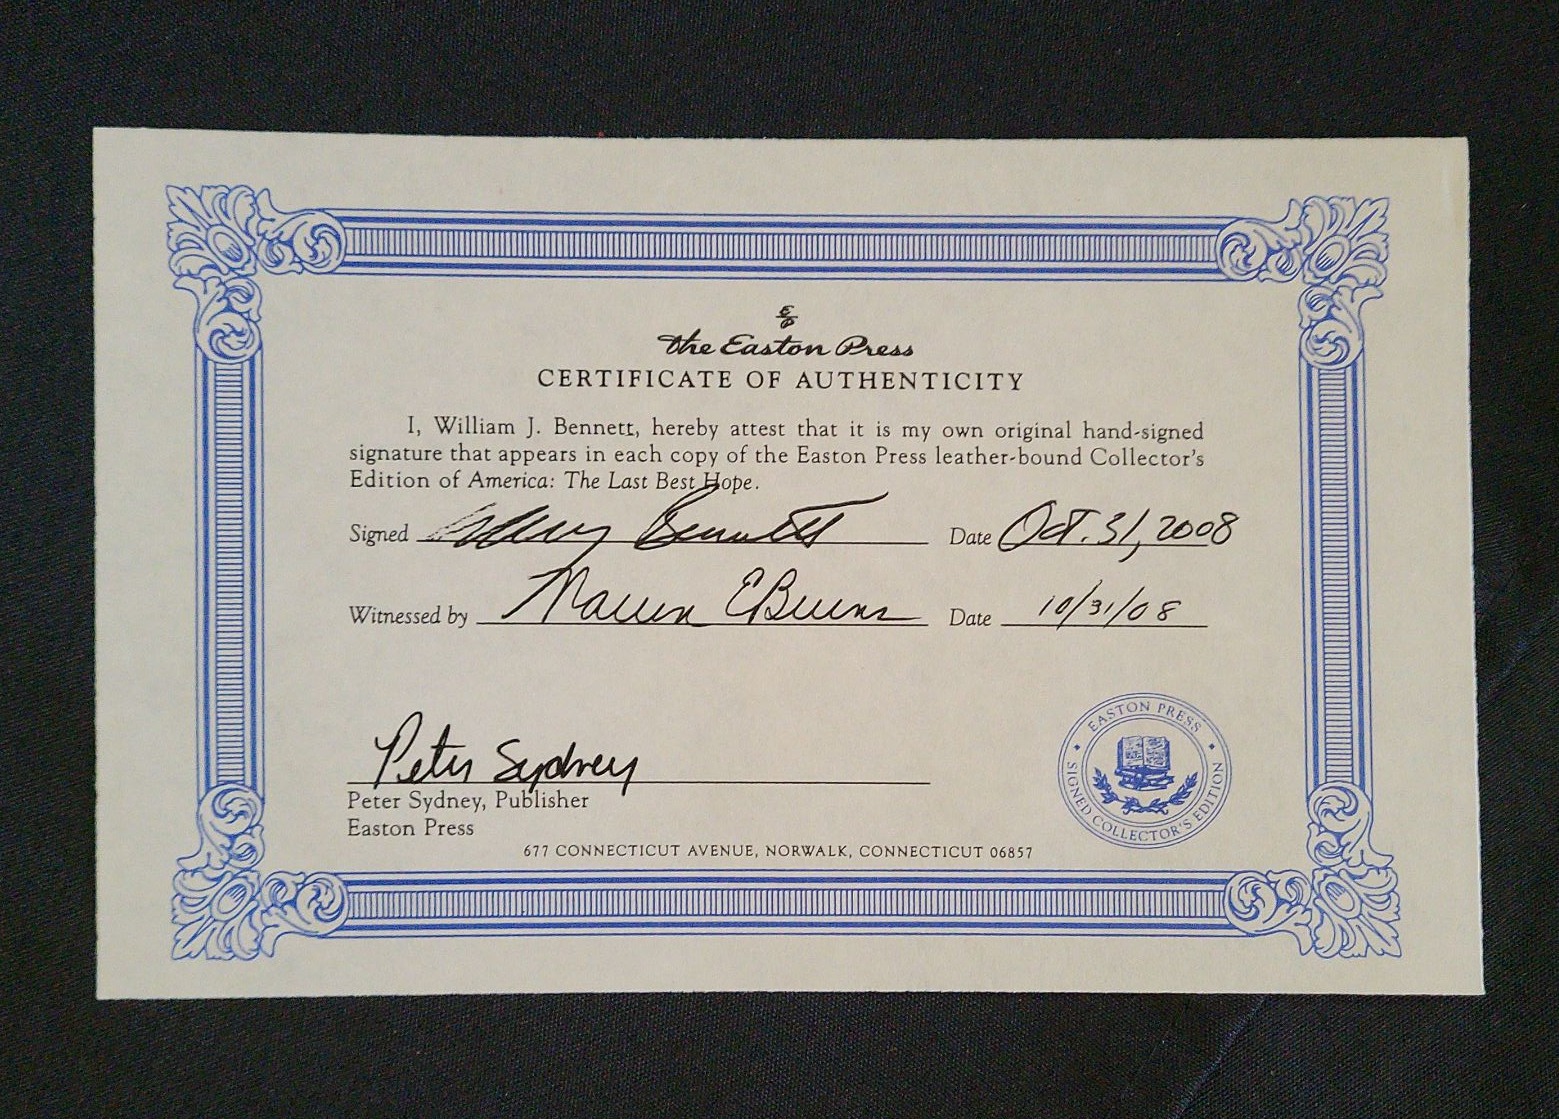 the Easton Press
CERTIFICATE OF AUTHENTICITY
I, William J. Bennett, hereby attest that it is my own original hand-signed
signature that appears in each copy of the Easton Press leather-bound Collector's
Edition of America: The Last Best Hope.
Signed Bennett Date Oct. 31, 2008
Witnessed by Date 10/31/08
Peter Sydney
Peter Sydney, Publisher
Easton Press
EASTON PRESS
SIGNED COLLECTOR'S EDITION
677 CONNECTICUT AVENUE, NORWALK, CONNECTICUT 06857